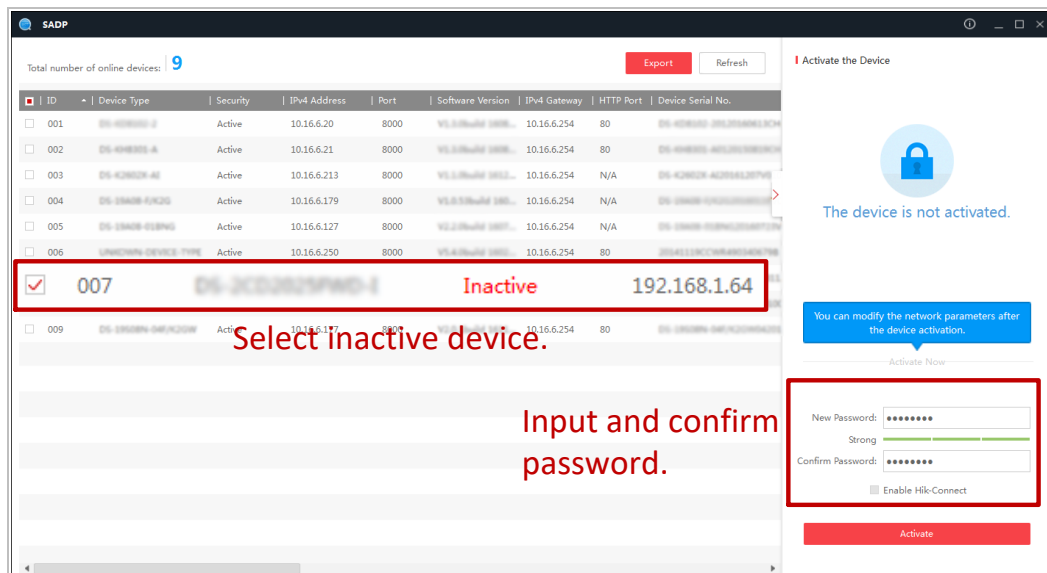 SADP
Total number of online devices: 9
Export
Refresh
ID | Device Type | Security | IPv4 Address | Port | Software Version | IPv4 Gateway | HTTP Port | Device Serial No.
001 Active 10.16.6.20 8000 10.16.6.254 80
002 Active 10.16.6.21 8000 10.16.6.254 80
003 Active 10.16.6.213 8000 10.16.6.254 N/A
004 Active 10.16.6.179 8000 10.16.6.254 N/A
005 Active 10.16.6.127 8000 10.16.6.254 N/A
006 Active 10.16.6.250 8000 10.16.6.254 80
007 Inactive 192.168.1.64
009 Active 8000 10.16.6.254 80
Select inactive device.
Input and confirm
password.
Activate the Device
The device is not activated.
You can modify the network parameters after
the device activation.
Activate Now
New Password: ••••••••
Strong
Confirm Password: ••••••••
Enable Hik-Connect
Activate